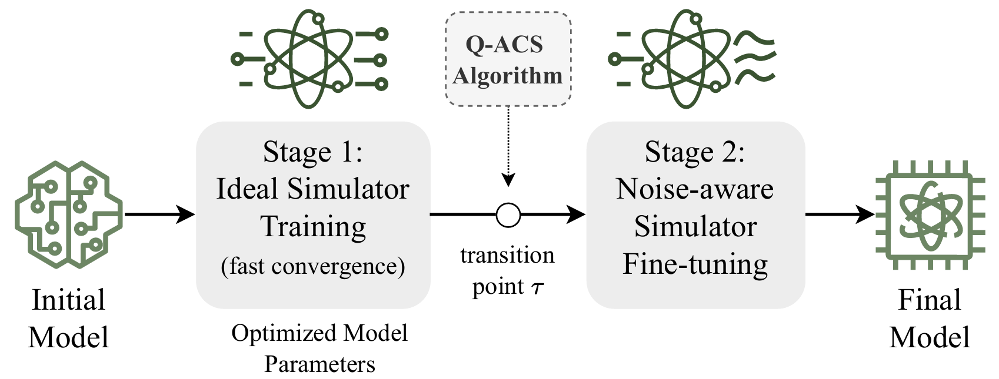 Q-ACS
Algorithm
Initial
Model
Stage 1:
Ideal Simulator
Training
(fast convergence)
Optimized Model
Parameters
transition
point τ
Stage 2:
Noise-aware
Simulator
Fine-tuning
Final
Model